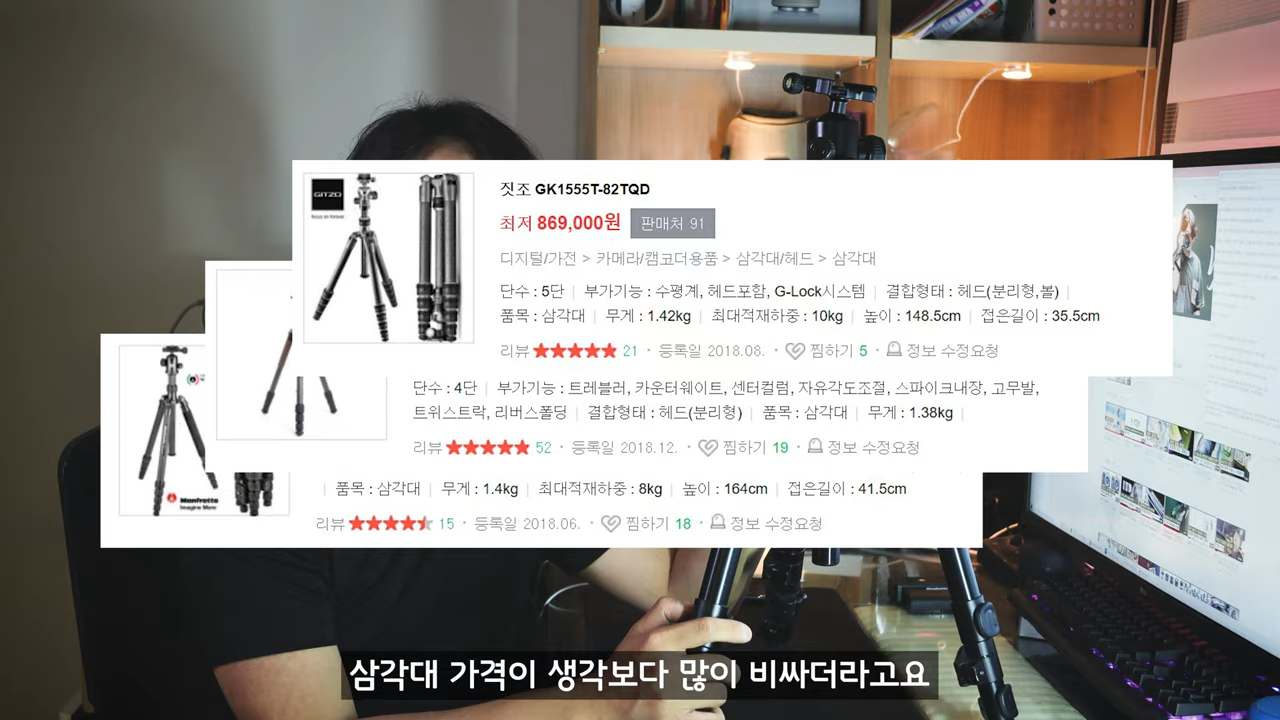 GITZO
focus on forever
짓조 GK1555T-82TQD
최저 869,000원 판매처 91
디지털/가전 > 카메라/캠코더용품 > 삼각대/헤드 > 삼각대
단수 : 5단 | 부가기능 : 수평계, 헤드포함, G-Lock시스템 | 결합형태 : 헤드(분리형,볼) |
품목 : 삼각대 | 무게 : 1.42kg | 최대적재하중 : 10kg | 높이 : 148.5cm | 접은길이 : 35.5cm
리뷰 ★★★★★ 21 · 등록일 2018.08. · 찜하기 5 · 정보 수정요청
단수 : 4단 | 부가기능 : 트레블러, 카운터웨이트, 센터컬럼, 자유각도조절, 스파이크내장, 고무발,
트위스트락, 리버스폴딩 | 결합형태 : 헤드(분리형) | 품목 : 삼각대 | 무게 : 1.38kg |
리뷰 ★★★★★ 52 · 등록일 2018.12. · 찜하기 19 · 정보 수정요청
| 품목 : 삼각대 | 무게 : 1.4kg | 최대적재하중 : 8kg | 높이 : 164cm | 접은길이 : 41.5cm
Manfrotto
Imagine More
리뷰 ★★★★★ 15 · 등록일 2018.06. · 찜하기 18 · 정보 수정요청
삼각대 가격이 생각보다 많이 비싸더라고요